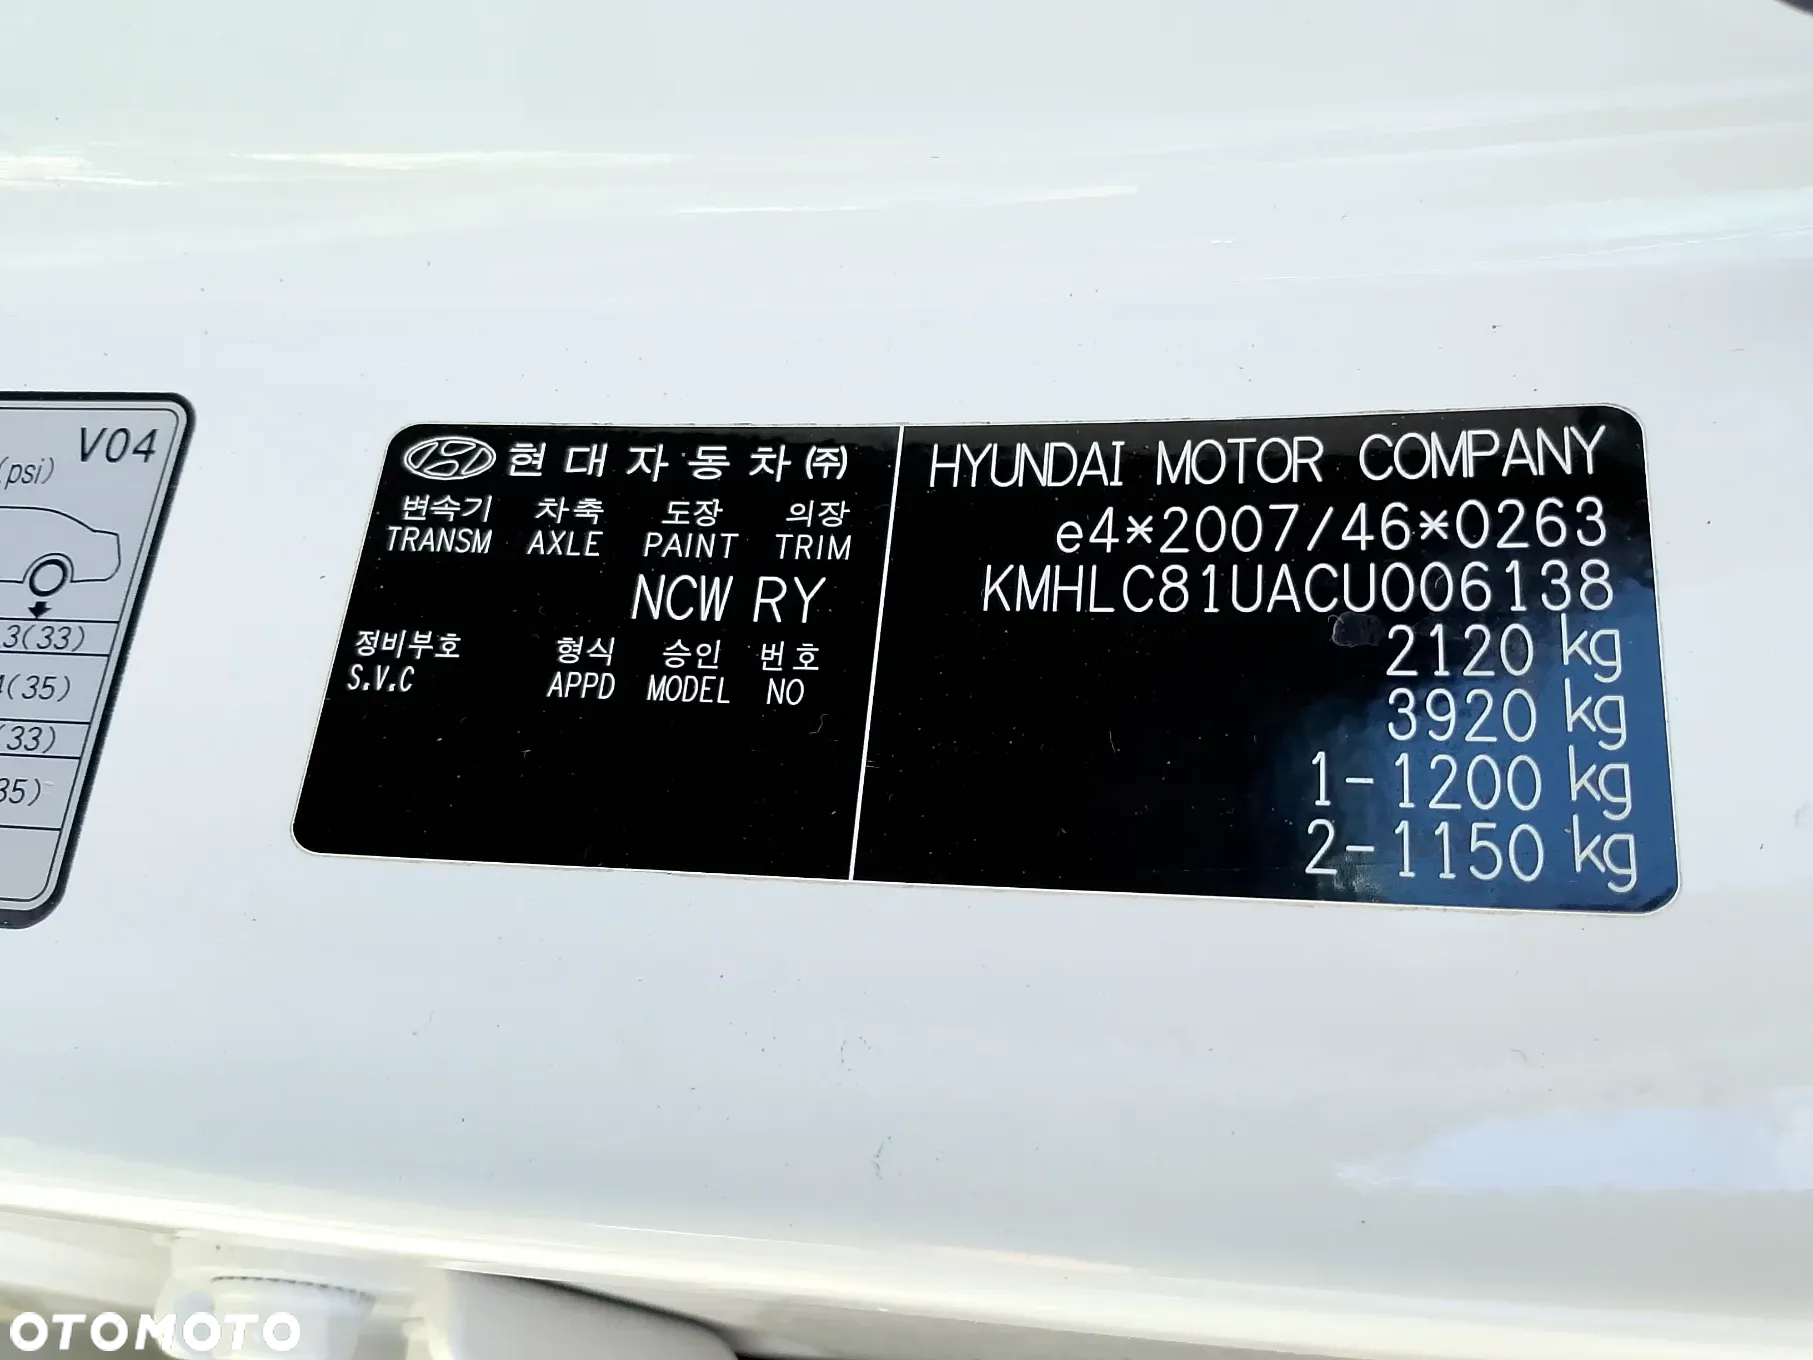 V04
(psi)
3(33)
4(35)
(33)
35)
현대자동차(주)
변속기 차축 도장 의장
TRANSM AXLE PAINT TRIM
NCW RY
정비부호 형식 승인 번호
S.V.C APPD MODEL NO
HYUNDAI MOTOR COMPANY
e4*2007/46*0263
KMHLC81UACU006138
2120 kg
3920 kg
1-1200 kg
2-1150 kg
OTOMOTO